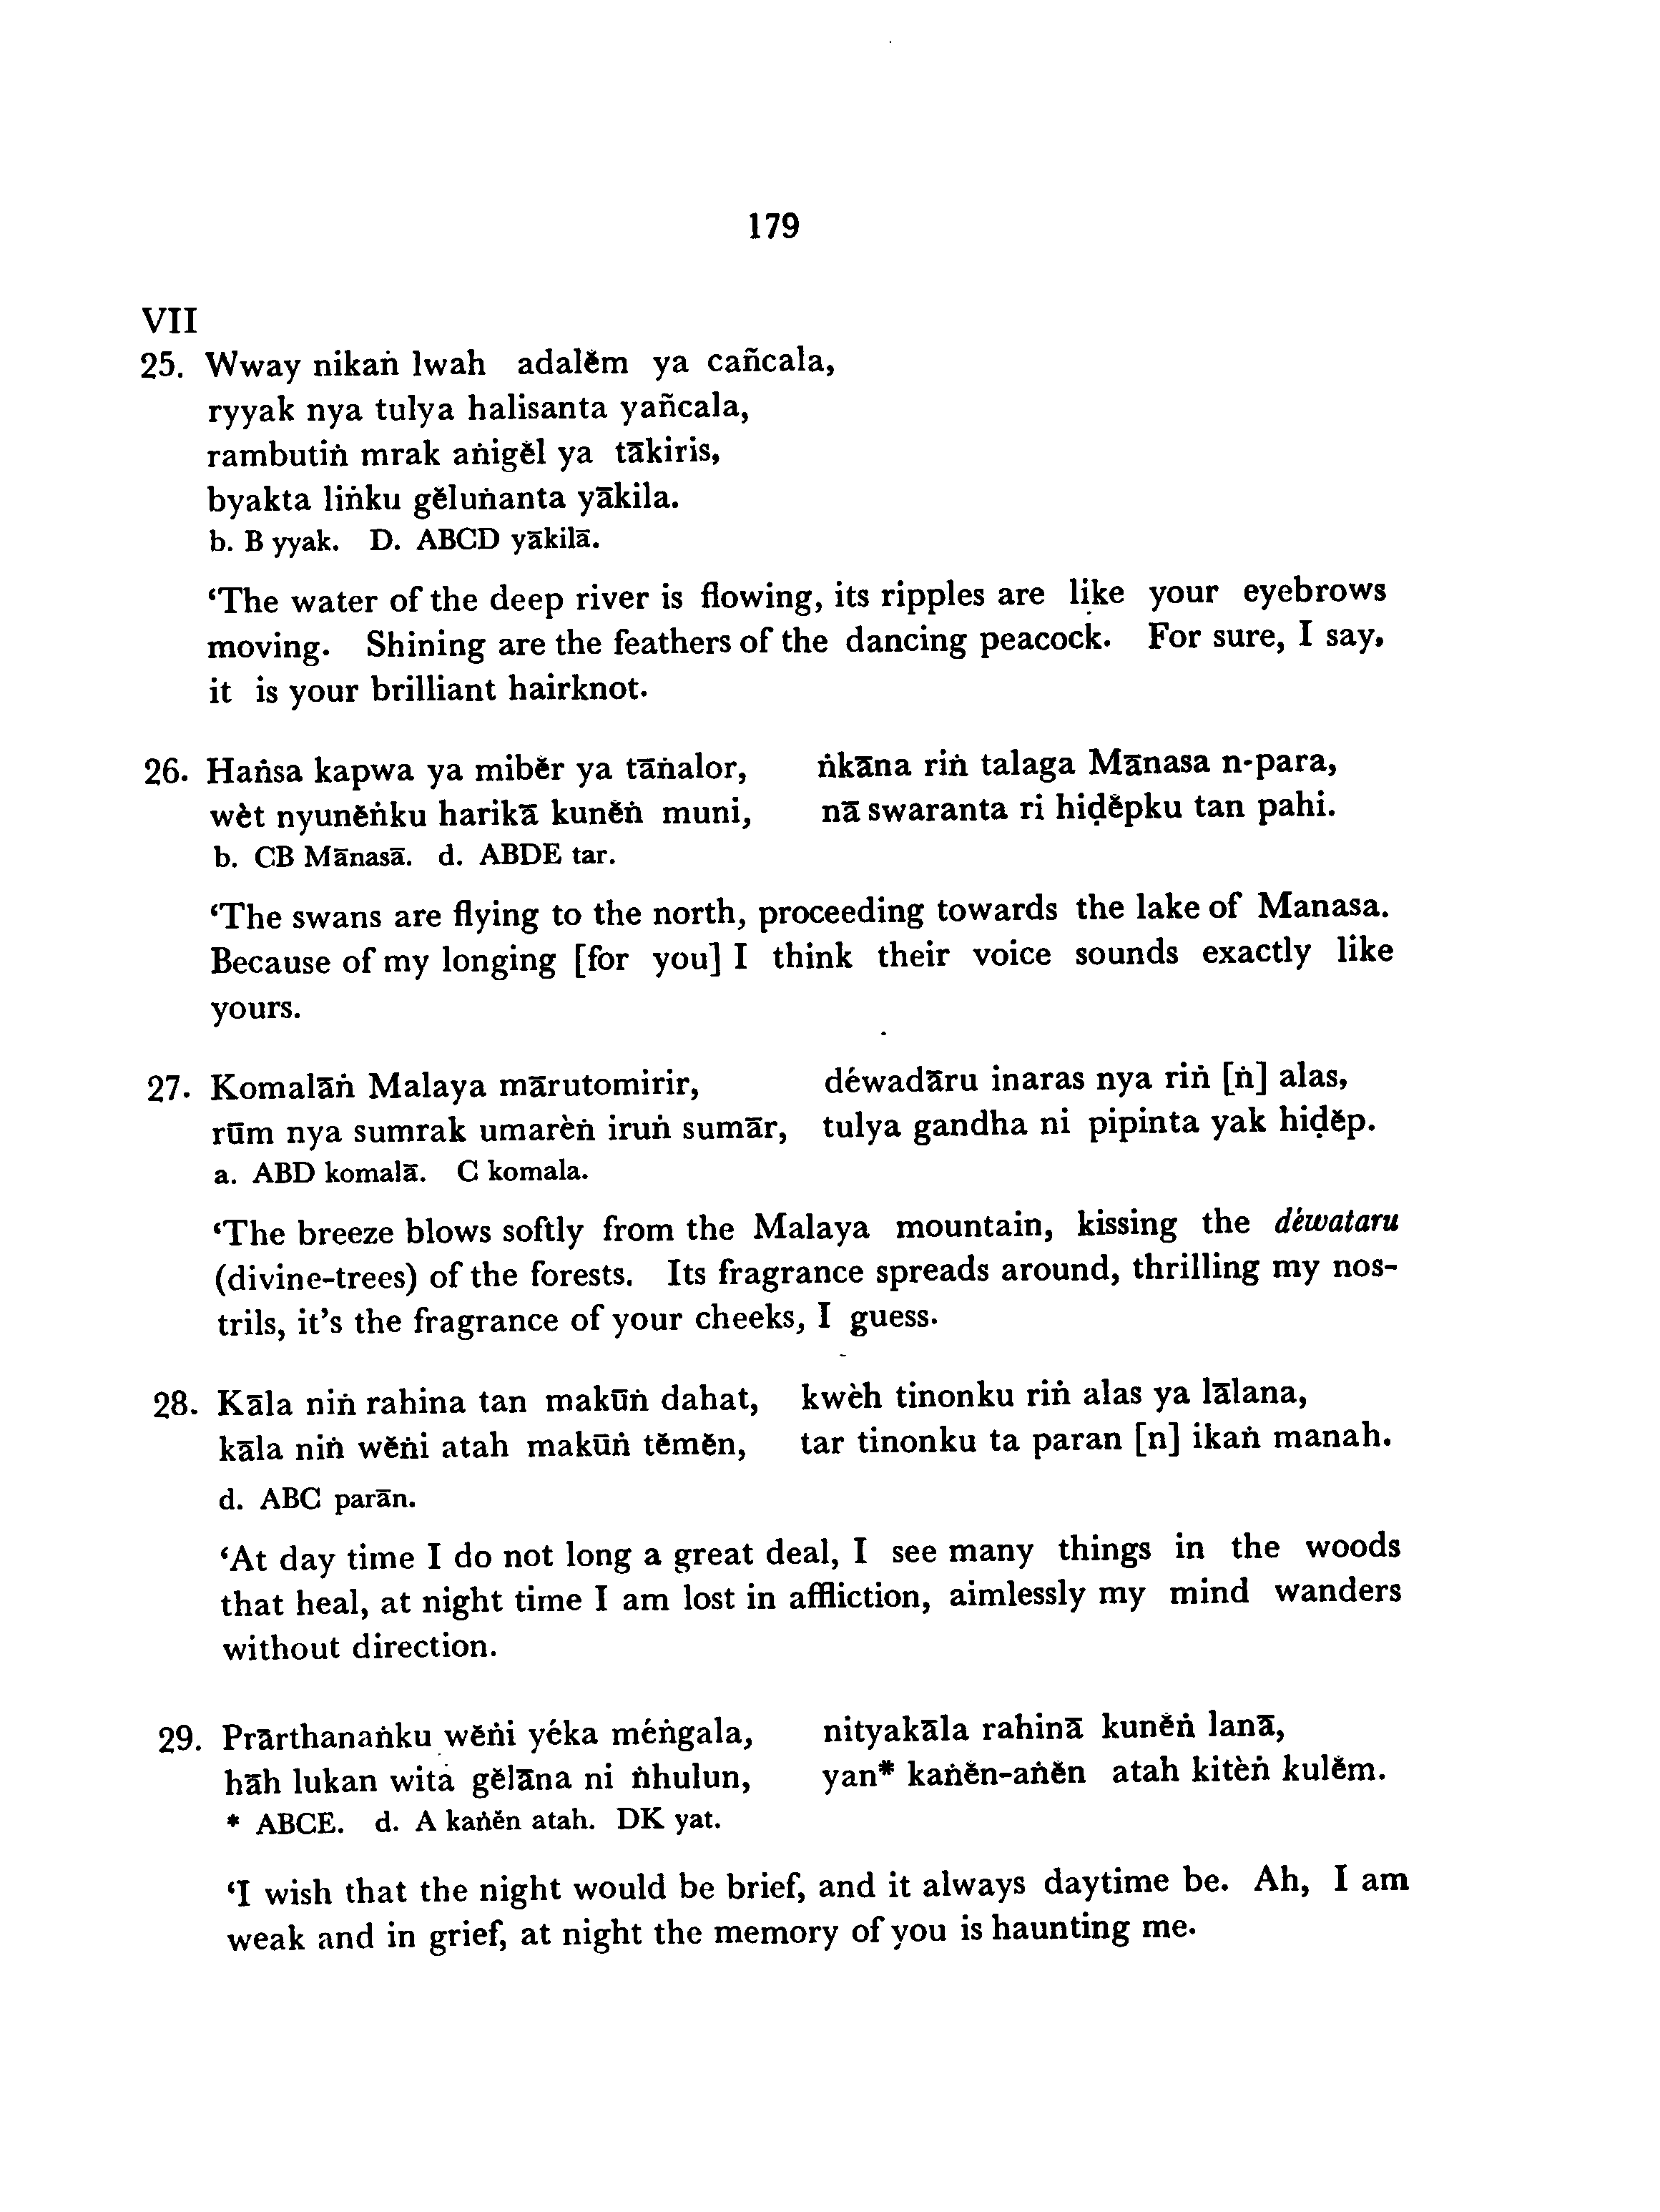 179
VII
25. Wway nikaṅ lwah adalĕm ya cañcala,
ryyak nya tulya halisanta yañcala,
rambutiṅ mrak aṅigĕl ya tākiris,
byakta liṅku gĕluṅanta yākila.
b. B yyak. D. ABCD yākilā.
‘The water of the deep river is flowing, its ripples are like your eyebrows
moving. Shining are the feathers of the dancing peacock. For sure, I say,
it is your brilliant hairknot.
26. Haṅsa kapwa ya mibĕr ya tāṅalor, ṅkāna riṅ talaga Mānasa n-para,
wèt nyunĕṅku harikā kunĕṅ muni, nā swaranta ri hiḍĕpku tan pahi.
b. CB Mānasā. d. ABDE tar.
‘The swans are flying to the north, proceeding towards the lake of Manasa.
Because of my longing [for you] I think their voice sounds exactly like
yours.
27. Komalāṅ Malaya mārutomirir, déwadāru inaras nya riṅ [ṅ] alas,
rūm nya sumrak umarèṅ iruṅ sumār, tulya gandha ni pipinta yak hiḍĕp.
a. ABD komalā. C komala.
‘The breeze blows softly from the Malaya mountain, kissing the déwataru
(divine-trees) of the forests. Its fragrance spreads around, thrilling my nos-
trils, it’s the fragrance of your cheeks, I guess.
28. Kāla niṅ rahina tan makūṅ dahat, kwèh tinonku riṅ alas ya lālana,
kāla niṅ wĕṅi atah makūṅ tĕmĕn, tar tinonku ta paran [n] ikaṅ manah.
d. ABC parān.
‘At day time I do not long a great deal, I see many things in the woods
that heal, at night time I am lost in affliction, aimlessly my mind wanders
without direction.
29. Prārthanaṅku wĕṅi yéka méṅgala, nityakāla rahinā kunĕṅ lanā,
hāh lukan wita gĕlāna ni ṅhulun, yan* kaṅĕn-aṅĕn atah kitèṅ kulĕm.
* ABCE. d. A kaṅĕn atah. DK yat.
‘I wish that the night would be brief, and it always daytime be. Ah, I am
weak and in grief, at night the memory of you is haunting me.